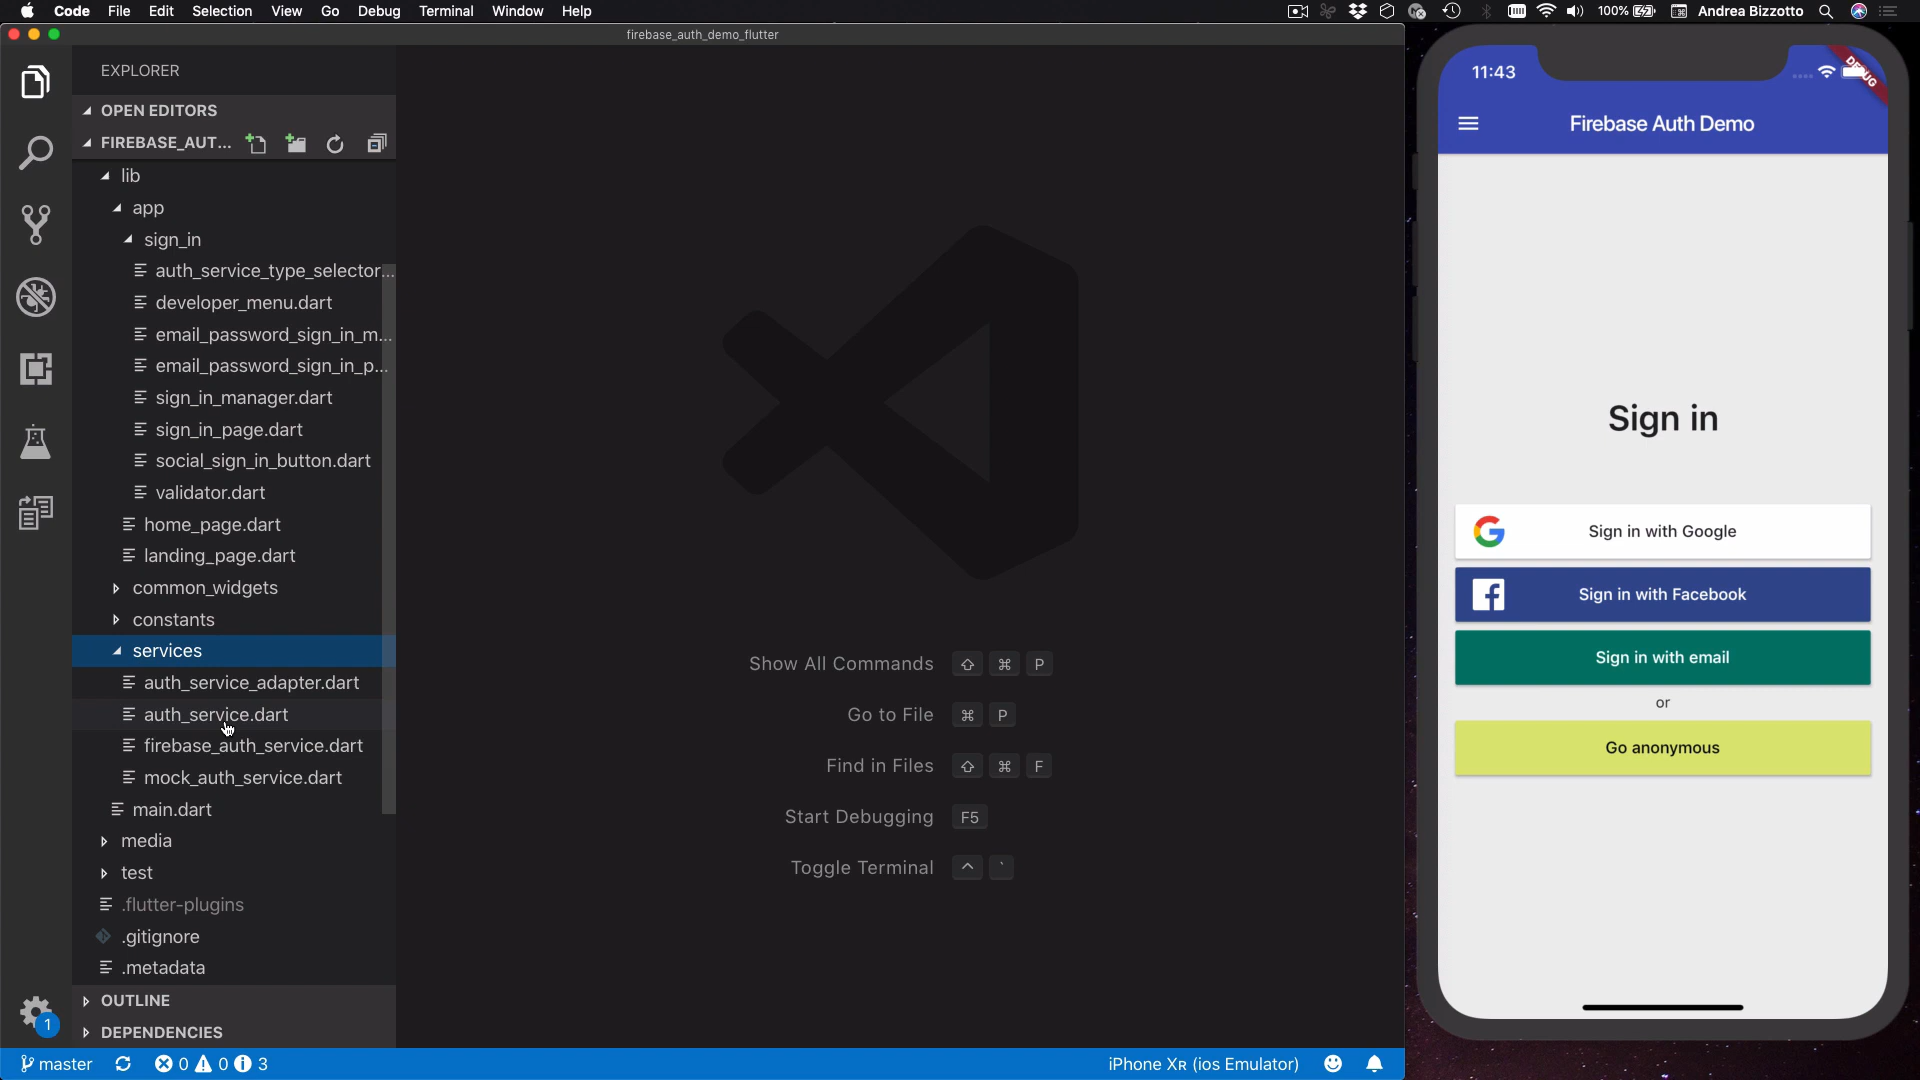 Code File Edit Selection View Go Debug Terminal Window Help
100% Andrea Bizzotto
firebase_auth_demo_flutter
EXPLORER
OPEN EDITORS
FIREBASE_AUT...
lib
app
sign_in
auth_service_type_selector...
developer_menu.dart
email_password_sign_in_m...
email_password_sign_in_p...
sign_in_manager.dart
sign_in_page.dart
social_sign_in_button.dart
validator.dart
home_page.dart
landing_page.dart
common_widgets
constants
services
auth_service_adapter.dart
auth_service.dart
firebase_auth_service.dart
mock_auth_service.dart
main.dart
media
test
.flutter-plugins
.gitignore
.metadata
OUTLINE
DEPENDENCIES
1
Show All Commands ⇧ ⌘ P
Go to File ⌘ P
Find in Files ⇧ ⌘ F
Start Debugging F5
Toggle Terminal ^ `
master 0 0 3
iPhone XR (ios Emulator)
11:43
DEBUG
Firebase Auth Demo
Sign in
Sign in with Google
Sign in with Facebook
Sign in with email
or
Go anonymous